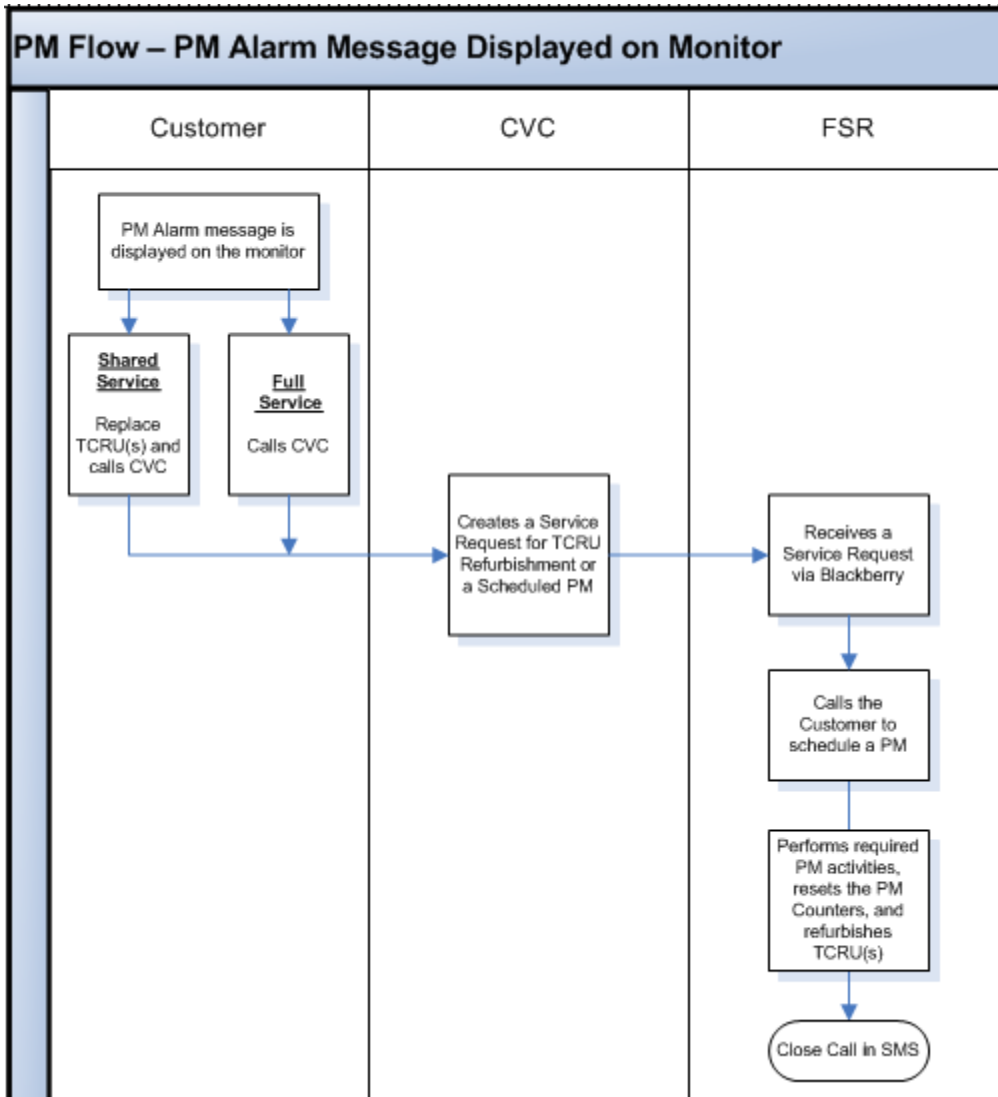 PM Flow – PM Alarm Message Displayed on Monitor
Customer
CVC
FSR
PM Alarm message is
displayed on the monitor
Shared
Service
Replace
TCRU(s) and
calls CVC
Full
Service
Calls CVC
Creates a Service
Request for TCRU
Refurbishment or
a Scheduled PM
Receives a
Service Request
via Blackberry
Calls the
Customer to
schedule a PM
Performs required
PM activities,
resets the PM
Counters, and
refurbishes
TCRU(s)
Close Call in SMS